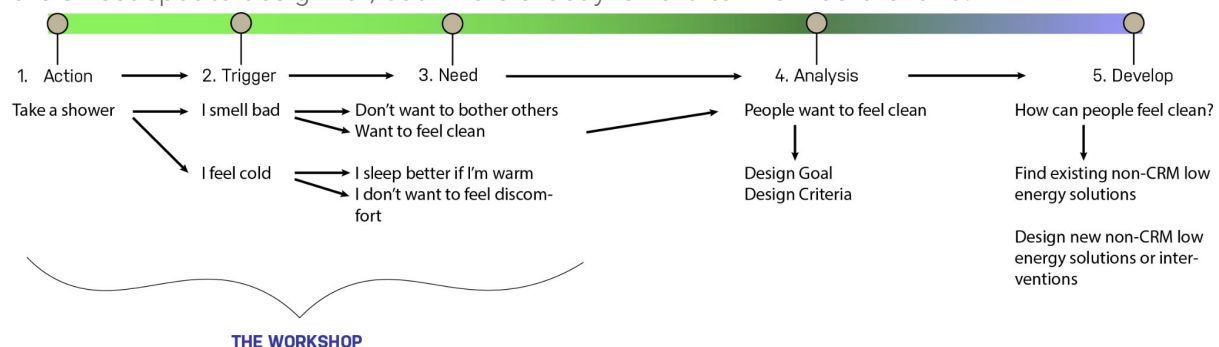 1. Action
2. Trigger
3. Need
4. Analysis
5. Develop
Take a shower
I smell bad
Don't want to bother others
Want to feel clean
I feel cold
I sleep better if I'm warm
I don't want to feel discom-
fort
People want to feel clean
Design Goal
Design Criteria
How can people feel clean?
Find existing non-CRM low
energy solutions
Design new non-CRM low
energy solutions or inter-
ventions
THE WORKSHOP